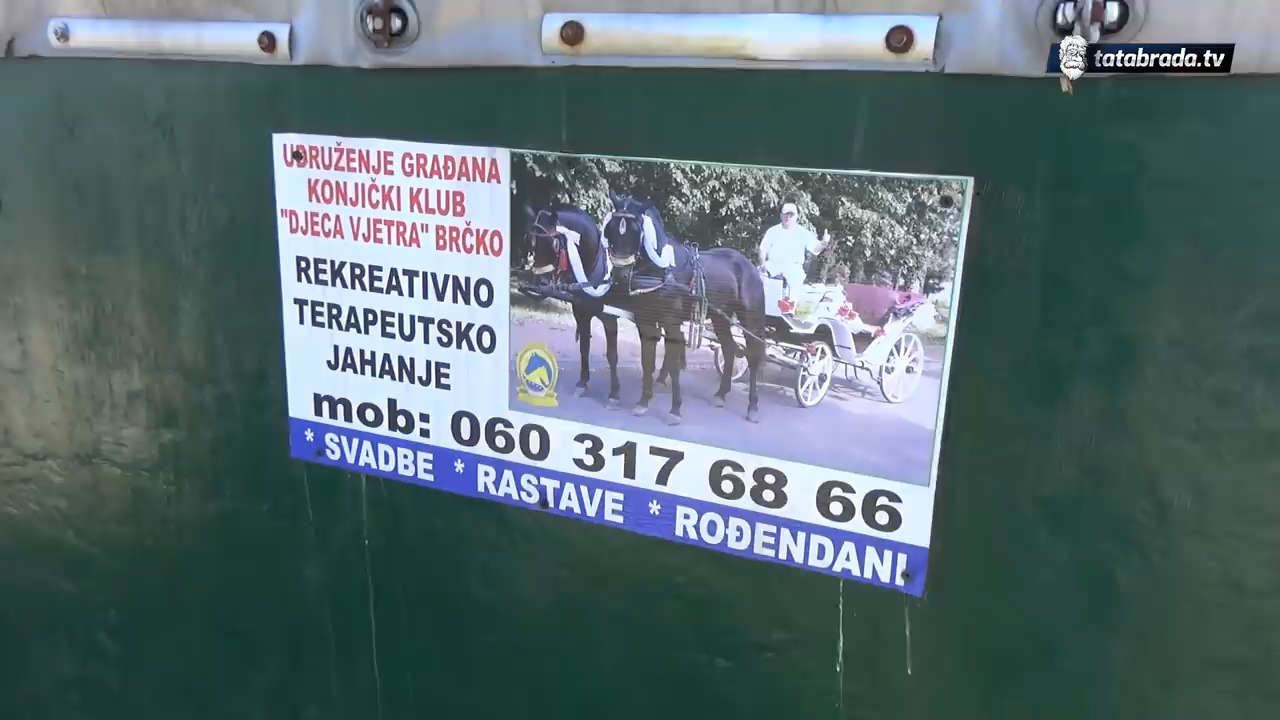 tatabrada.tv
UDRUŽENJE GRAĐANA
KONJIČKI KLUB
"DJECA VJETRA" BRČKO
REKREATIVNO
TERAPEUTSKO
JAHANJE
mob: 060 317 68 66
* SVADBE * RASTAVE * ROĐENDANI